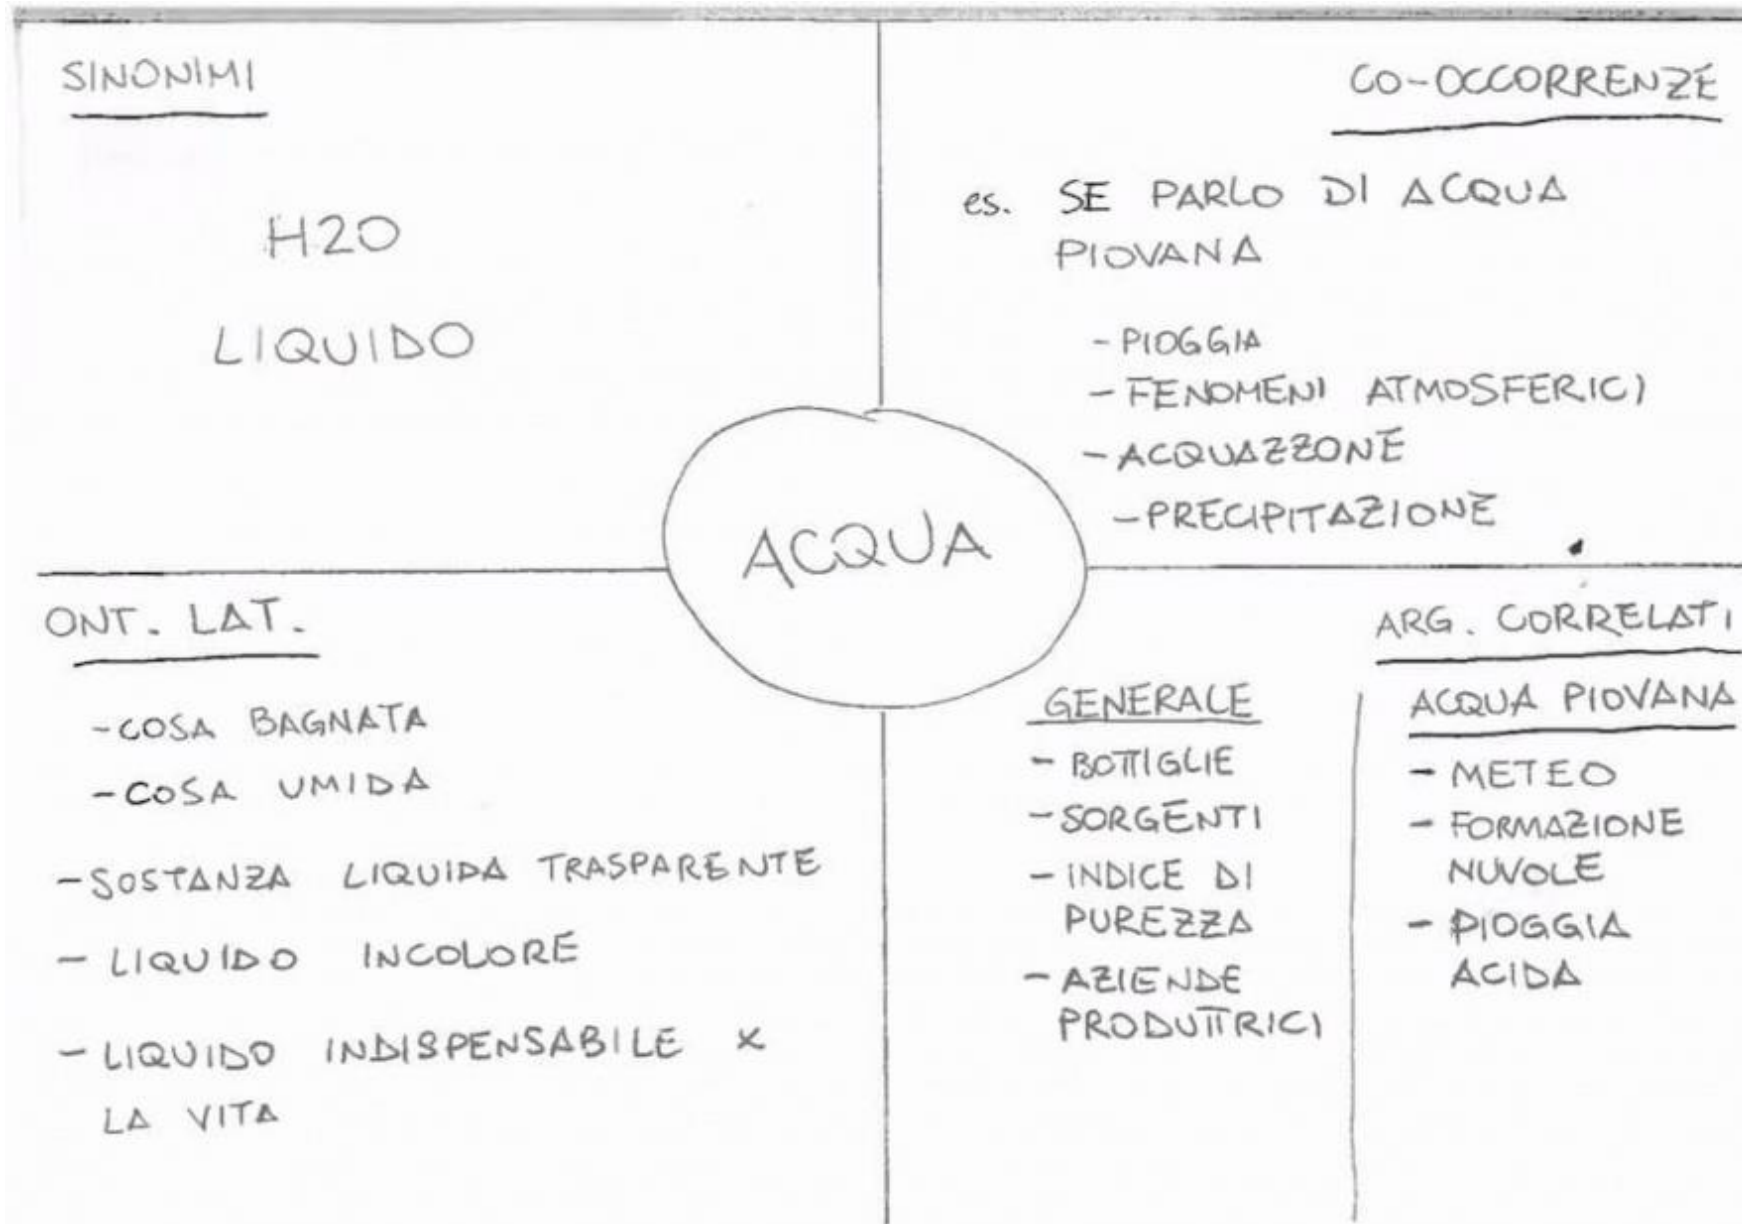 SINONIMI
H2O
LIQUIDO
CO-OCCORRENZE
es. SE PARLO DI ACQUA
PIOVANA
- PIOGGIA
- FENOMENI ATMOSFERICI
- ACQUAZZONE
- PRECIPITAZIONE
ACQUA
ONT. LAT.
- COSA BAGNATA
- COSA UMIDA
- SOSTANZA LIQUIDA TRASPARENTE
- LIQUIDO INCOLORE
- LIQUIDO INDISPENSABILE x
LA VITA
ARG. CORRELATI
GENERALE
- BOTTIGLIE
- SORGENTI
- INDICE DI
PUREZZA
- AZIENDE
PRODUTTRICI
ACQUA PIOVANA
- METEO
- FORMAZIONE
NUVOLE
- PIOGGIA
ACIDA